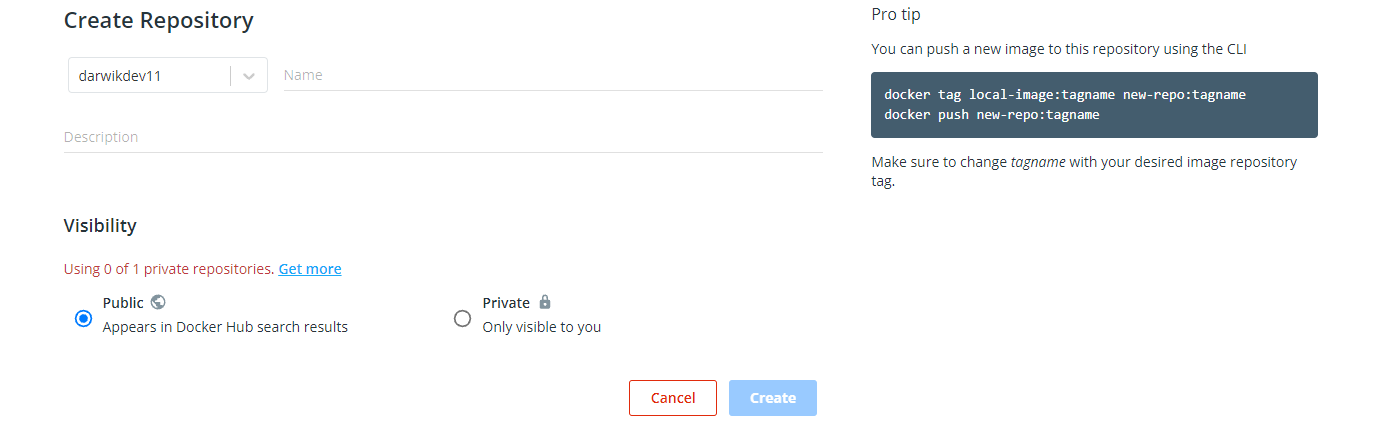 Create Repository
darwikdev11
Name
Description
Visibility
Using 0 of 1 private repositories. Get more
Public
Appears in Docker Hub search results
Private
Only visible to you
Cancel
Create
Pro tip
You can push a new image to this repository using the CLI
docker tag local-image:tagname new-repo:tagname
docker push new-repo:tagname
Make sure to change tagname with your desired image repository
tag.